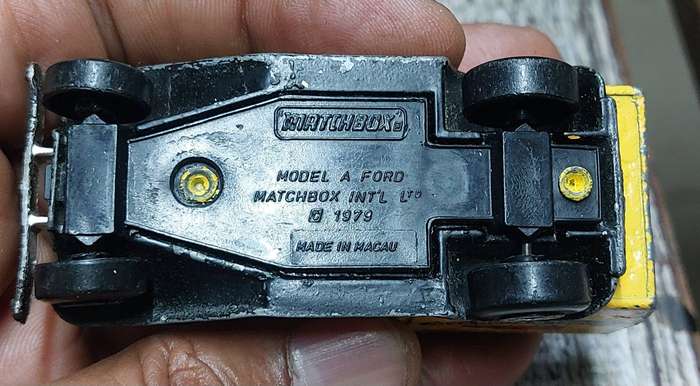 MATCHBOX®
MODEL A FORD
MATCHBOX INT'L LTD
© 1979
MADE IN MACAU